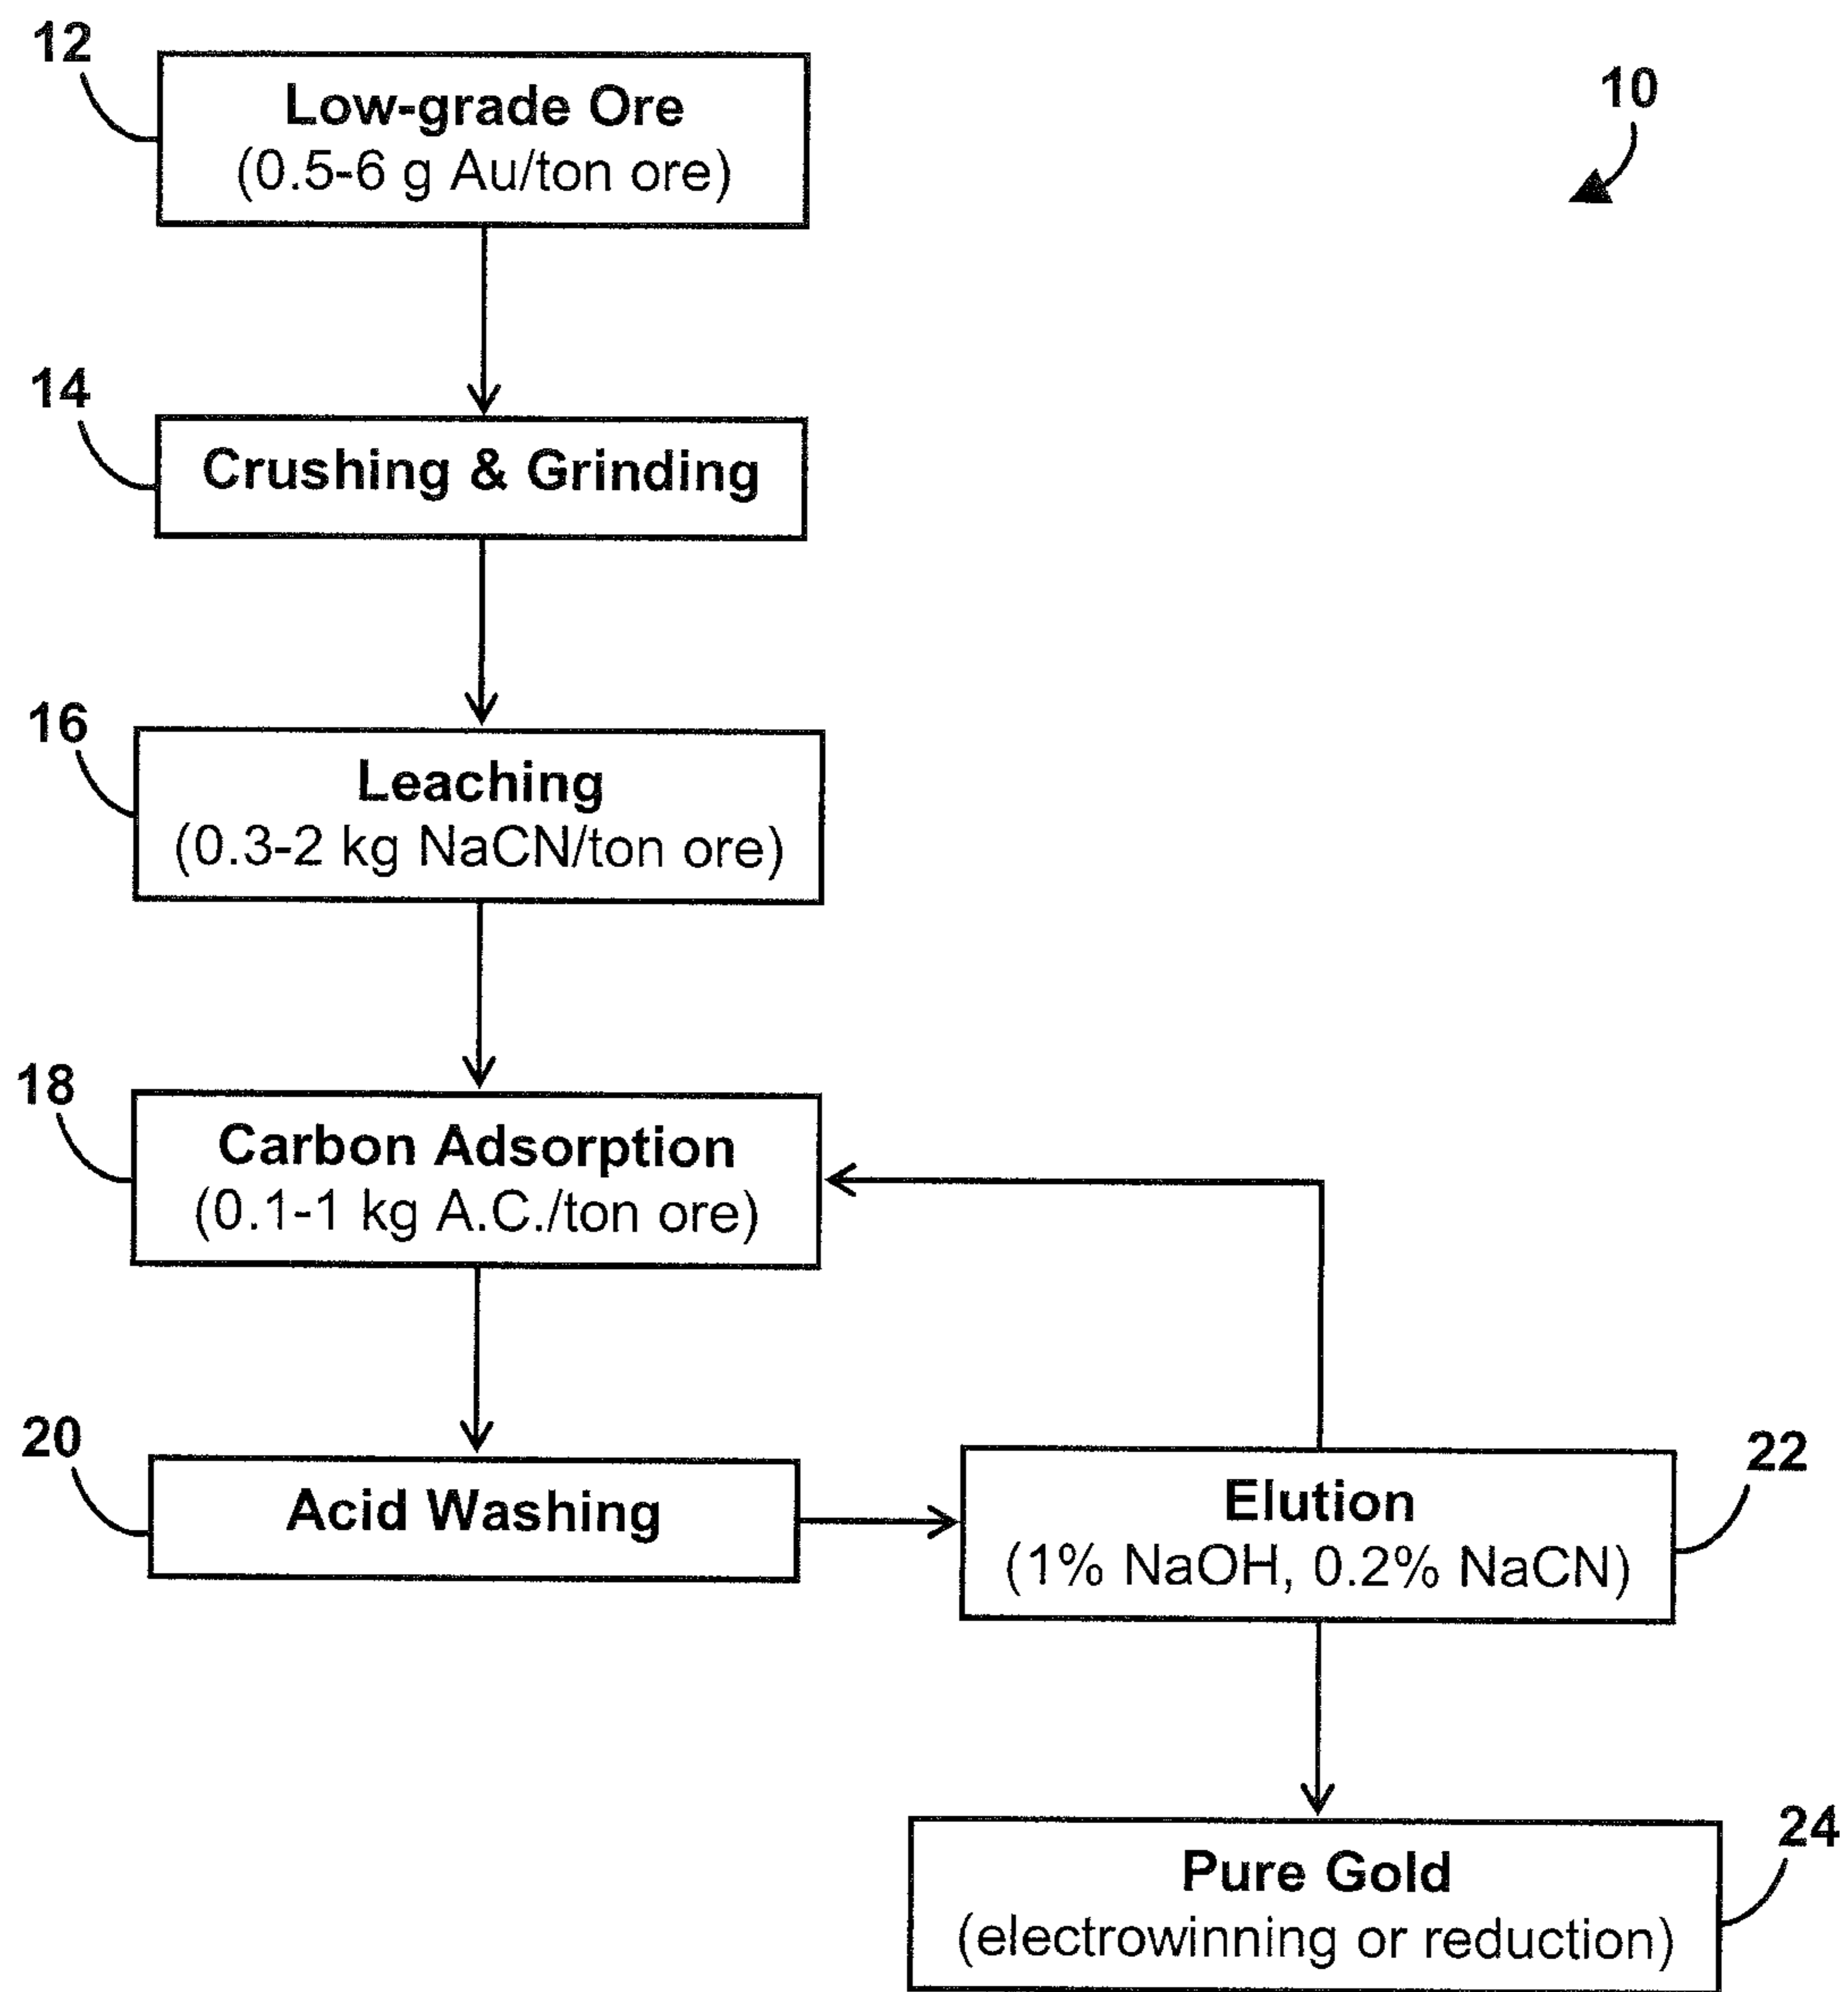 12
Low-grade Ore
(0.5-6 g Au/ton ore)
10
14
Crushing & Grinding
16
Leaching
(0.3-2 kg NaCN/ton ore)
18
Carbon Adsorption
(0.1-1 kg A.C./ton ore)
20
Acid Washing
22
Elution
(1% NaOH, 0.2% NaCN)
24
Pure Gold
(electrowinning or reduction)